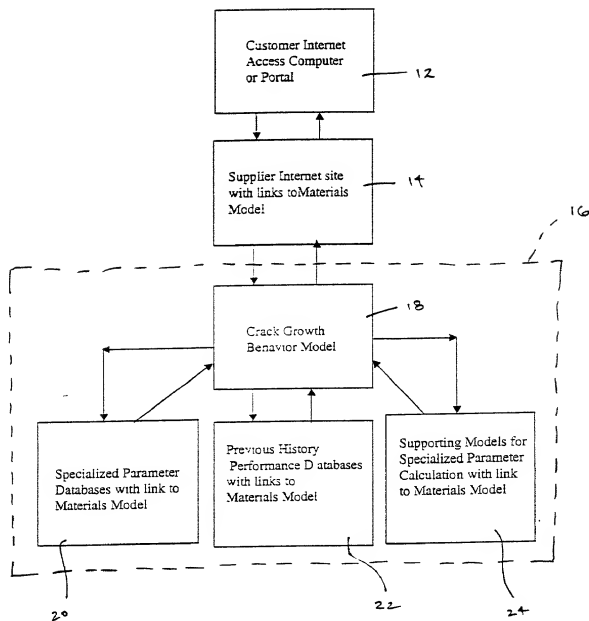 Customer Internet
Access Computer
or Portal
12
Supplier Internet site
with links toMaterials
Model
14
16
18
Crack Growth
Benavior Model
Specialized Parameter
Databases with link to
Materials Model
Previous History
Performance D atabases
with links to
Materials Model
Supporting Models for
Specialized Parameter
Calculation with link
to Materials Model
20
22
24